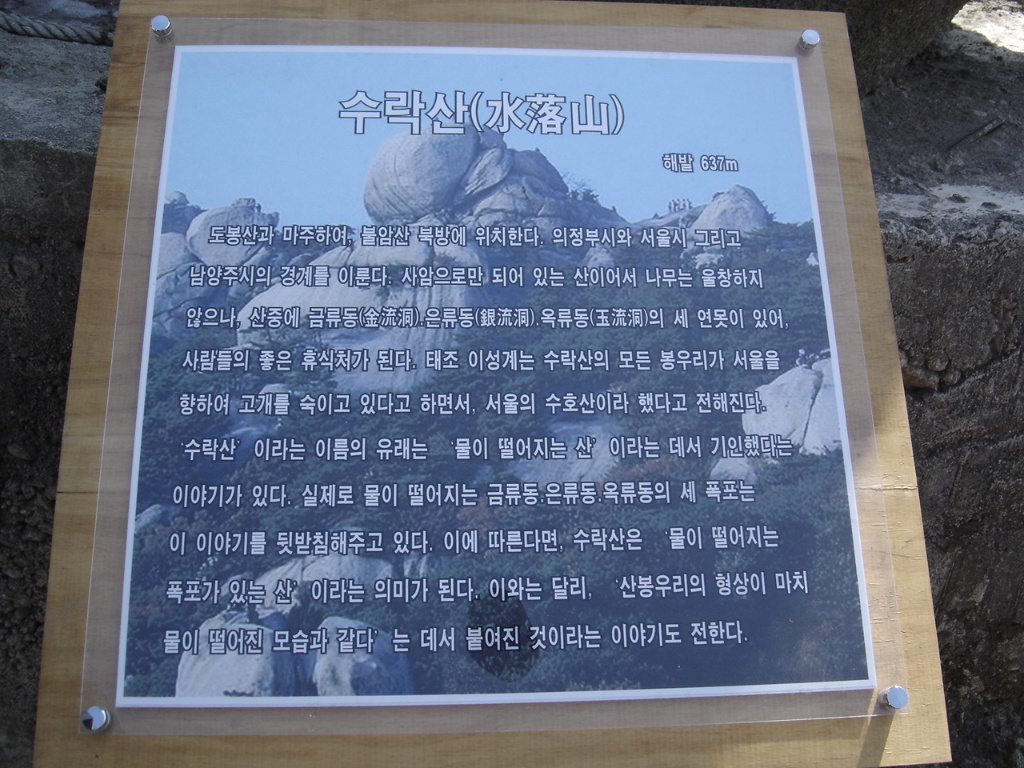 수락산(水落山)
해발 637m
도봉산과 마주하여, 불암산 북방에 위치한다. 의정부시와 서울시 그리고
남양주시의 경계를 이룬다. 사암으로만 되어 있는 산이어서 나무는 울창하지
않으나, 산중에 금류동(金流洞).은류동(銀流洞).옥류동(玉流洞)의 세 연못이 있어,
사람들의 좋은 휴식처가 된다. 태조 이성계는 수락산의 모든 봉우리가 서울을
향하여 고개를 숙이고 있다고 하면서, 서울의 수호산이라 했다고 전해진다.
'수락산' 이라는 이름의 유래는 '물이 떨어지는 산' 이라는 데서 기인했다는
이야기가 있다. 실제로 물이 떨어지는 금류동.은류동.옥류동의 세 폭포는
이 이야기를 뒷받침해주고 있다. 이에 따른다면, 수락산은 '물이 떨어지는
폭포가 있는 산' 이라는 의미가 된다. 이와는 달리, '산봉우리의 형상이 마치
물이 떨어진 모습과 같다' 는 데서 붙여진 것이라는 이야기도 전한다.